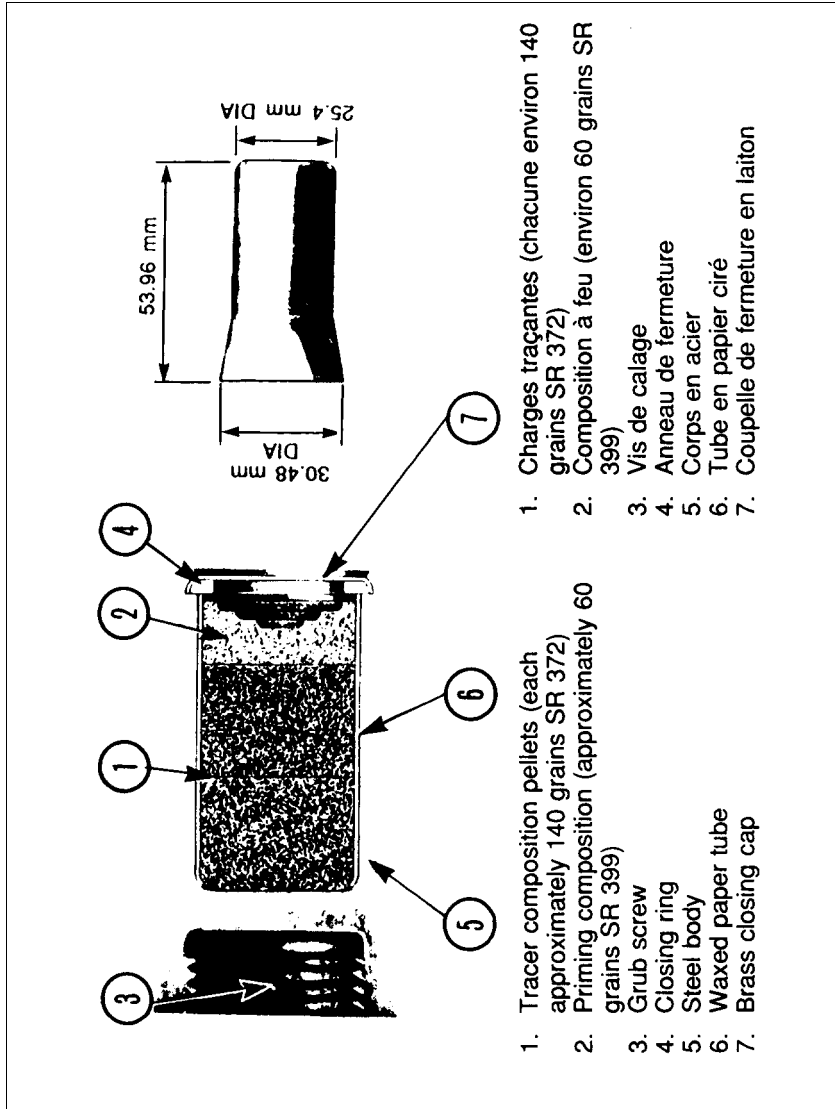 4
2
1
7
6
5
3
53.96 mm
25.4 mm DIA
30.48 mm
DIA
1. Tracer composition pellets (each
approximately 140 grains SR 372)
2. Priming composition (approximately 60
grains SR 399)
3. Grub screw
4. Closing ring
5. Steel body
6. Waxed paper tube
7. Brass closing cap
1. Charges traçantes (chacune environ 140
grains SR 372)
2. Composition à feu (environ 60 grains SR
399)
3. Vis de calage
4. Anneau de fermeture
5. Corps en acier
6. Tube en papier ciré
7. Coupelle de fermeture en laiton